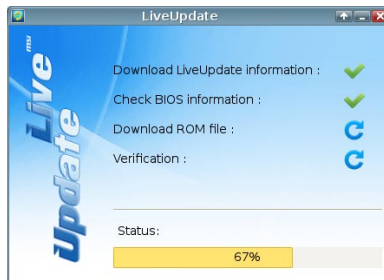 LiveUpdate
msi
Live
Update
Download LiveUpdate information :
Check BIOS information :
Download ROM file :
Verification :
Status:
67%